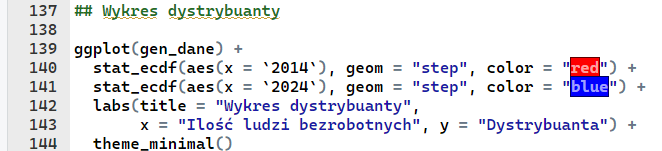 137 ## Wykres dystrybuanty
138
139 ggplot(gen_dane) +
140   stat_ecdf(aes(x = `2014`), geom = "step", color = "red") +
141   stat_ecdf(aes(x = `2024`), geom = "step", color = "blue") +
142   labs(title = "Wykres dystrybuanty",
143        x = "Ilość ludzi bezrobotnych", y = "Dystrybuanta") +
144   theme_minimal()